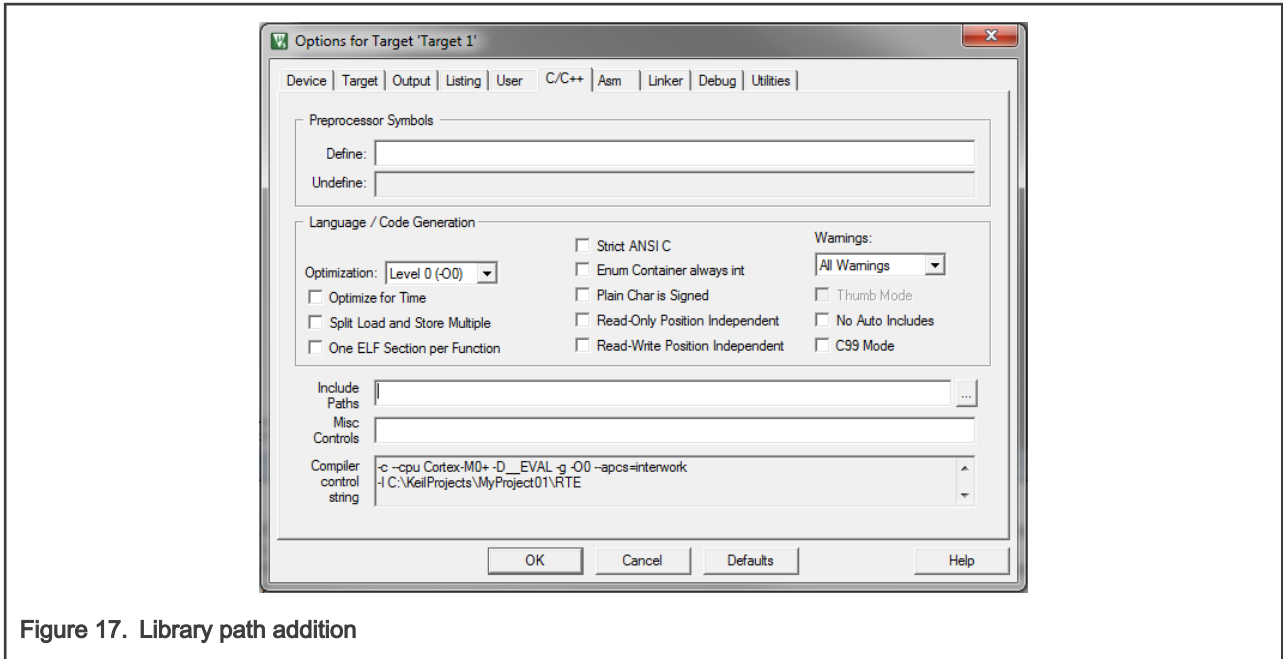 Options for Target 'Target 1'
Device Target Output Listing User C/C++ Asm Linker Debug Utilities
Preprocessor Symbols
Define:
Undefine:
Language / Code Generation
Strict ANSI C
Warnings:
Optimization: Level 0 (-O0)
Enum Container always int
All Warnings
Optimize for Time
Plain Char is Signed
Thumb Mode
Split Load and Store Multiple
Read-Only Position Independent
No Auto Includes
One ELF Section per Function
Read-Write Position Independent
C99 Mode
Include
Paths
...
Misc
Controls
Compiler
control
string
-c --cpu Cortex-M0+ -D__EVAL -g -O0 --apcs=interwork
-I C:\KeilProjects\MyProject01\RTE
OK Cancel Defaults Help
Figure 17. Library path addition